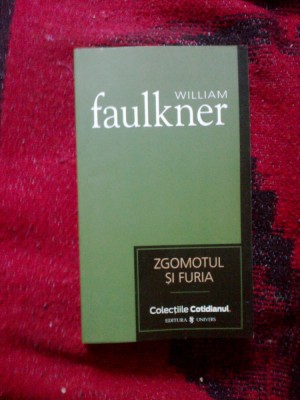 WILLIAM
faulkner
ZGOMOTUL
ȘI FURIA
Colecțiile Cotidianul
EDITURA UNIVERS